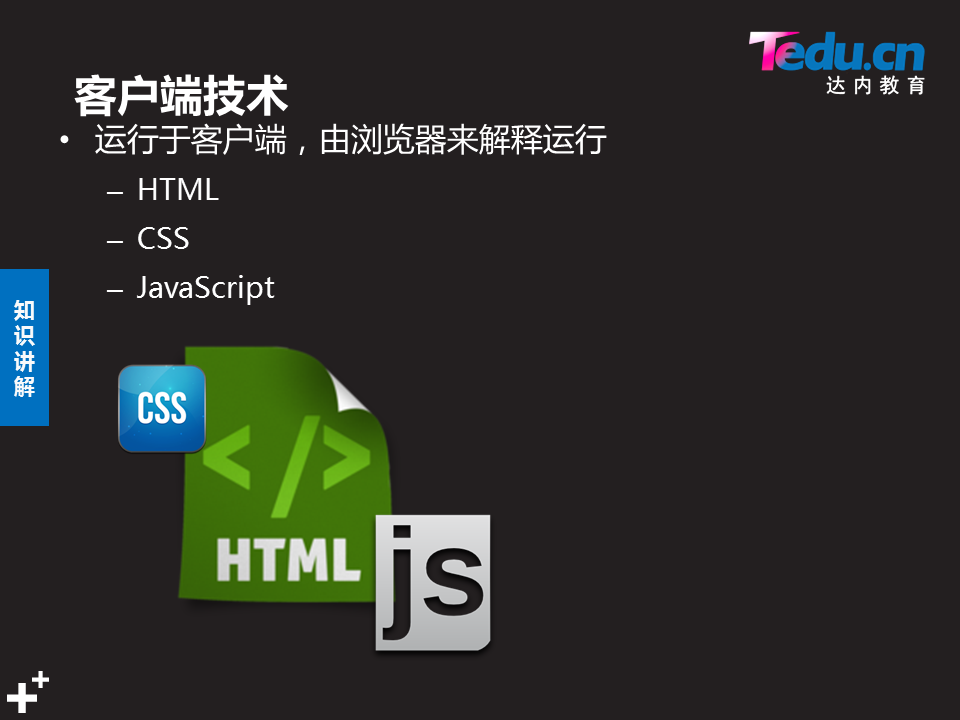 Tedu.cn
达内教育
客户端技术
• 运行于客户端，由浏览器来解释运行
– HTML
– CSS
– JavaScript
知识讲解
CSS
</>
HTML
js